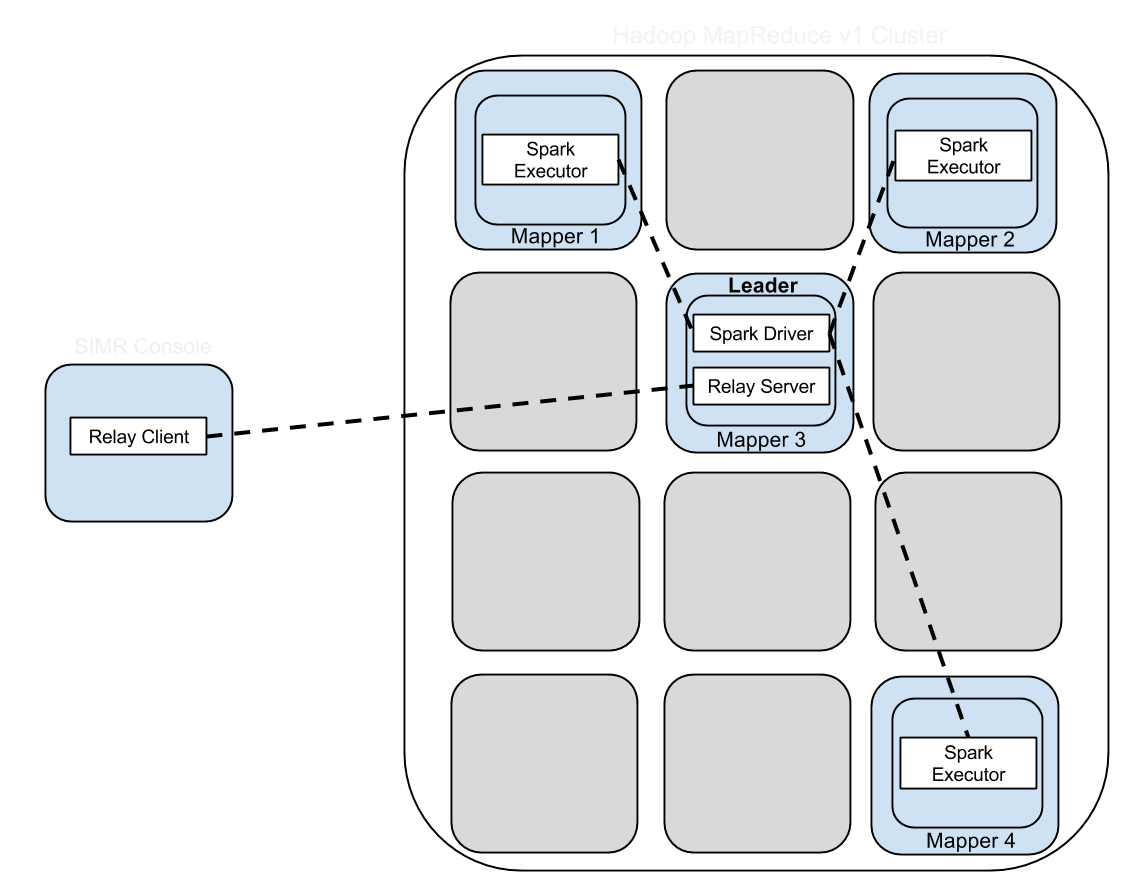 Hadoop MapReduce v1 Cluster
Spark
Executor
Mapper 1
Spark
Executor
Mapper 2
Leader
Spark Driver
Relay Server
Mapper 3
SIMR Console
Relay Client
Spark
Executor
Mapper 4